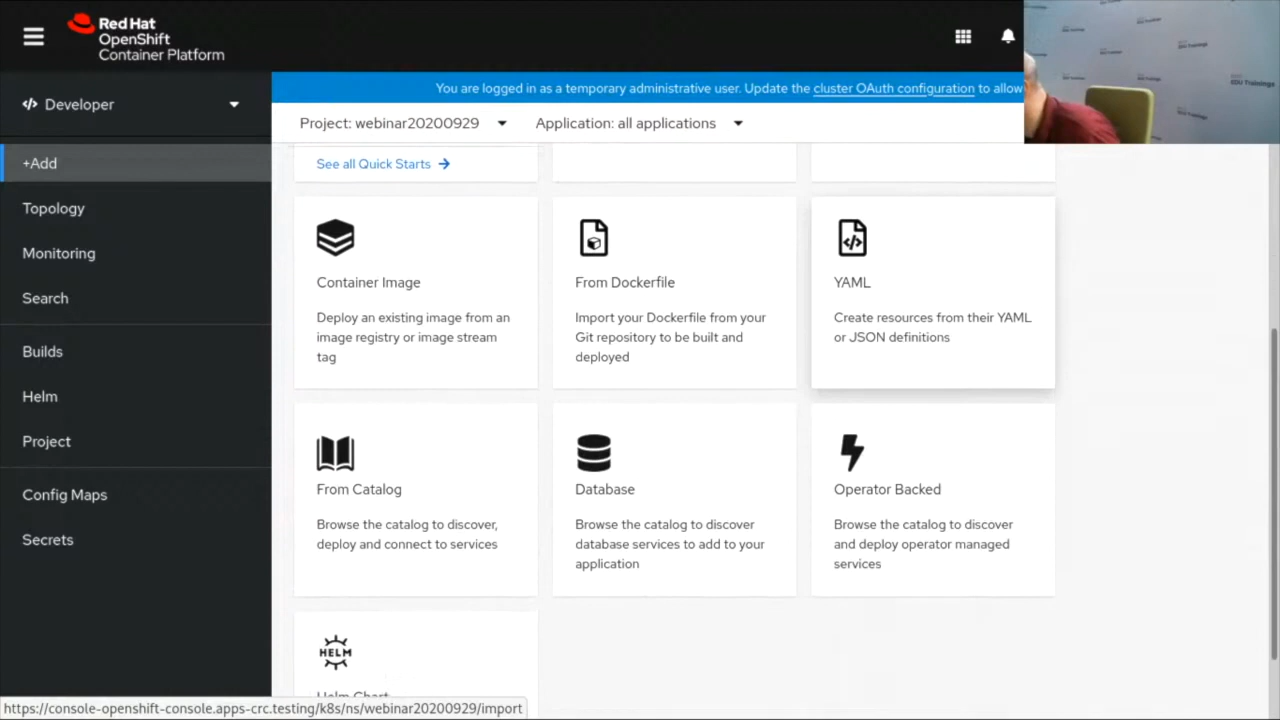 Red Hat
OpenShift
Container Platform
Developer
You are logged in as a temporary administrative user. Update the cluster OAuth configuration to allow
Project: webinar20200929
Application: all applications
+Add
Topology
Monitoring
Search
Builds
Helm
Project
Config Maps
Secrets
See all Quick Starts
Container Image
Deploy an existing image from an
image registry or image stream
tag
From Dockerfile
Import your Dockerfile from your
Git repository to be built and
deployed
YAML
Create resources from their YAML
or JSON definitions
From Catalog
Browse the catalog to discover,
deploy and connect to services
Database
Browse the catalog to discover
database services to add to your
application
Operator Backed
Browse the catalog to discover
and deploy operator managed
services
HELM
Helm Chart
https://console-openshift-console.apps-crc.testing/k8s/ns/webinar20200929/import
EDU Trainings